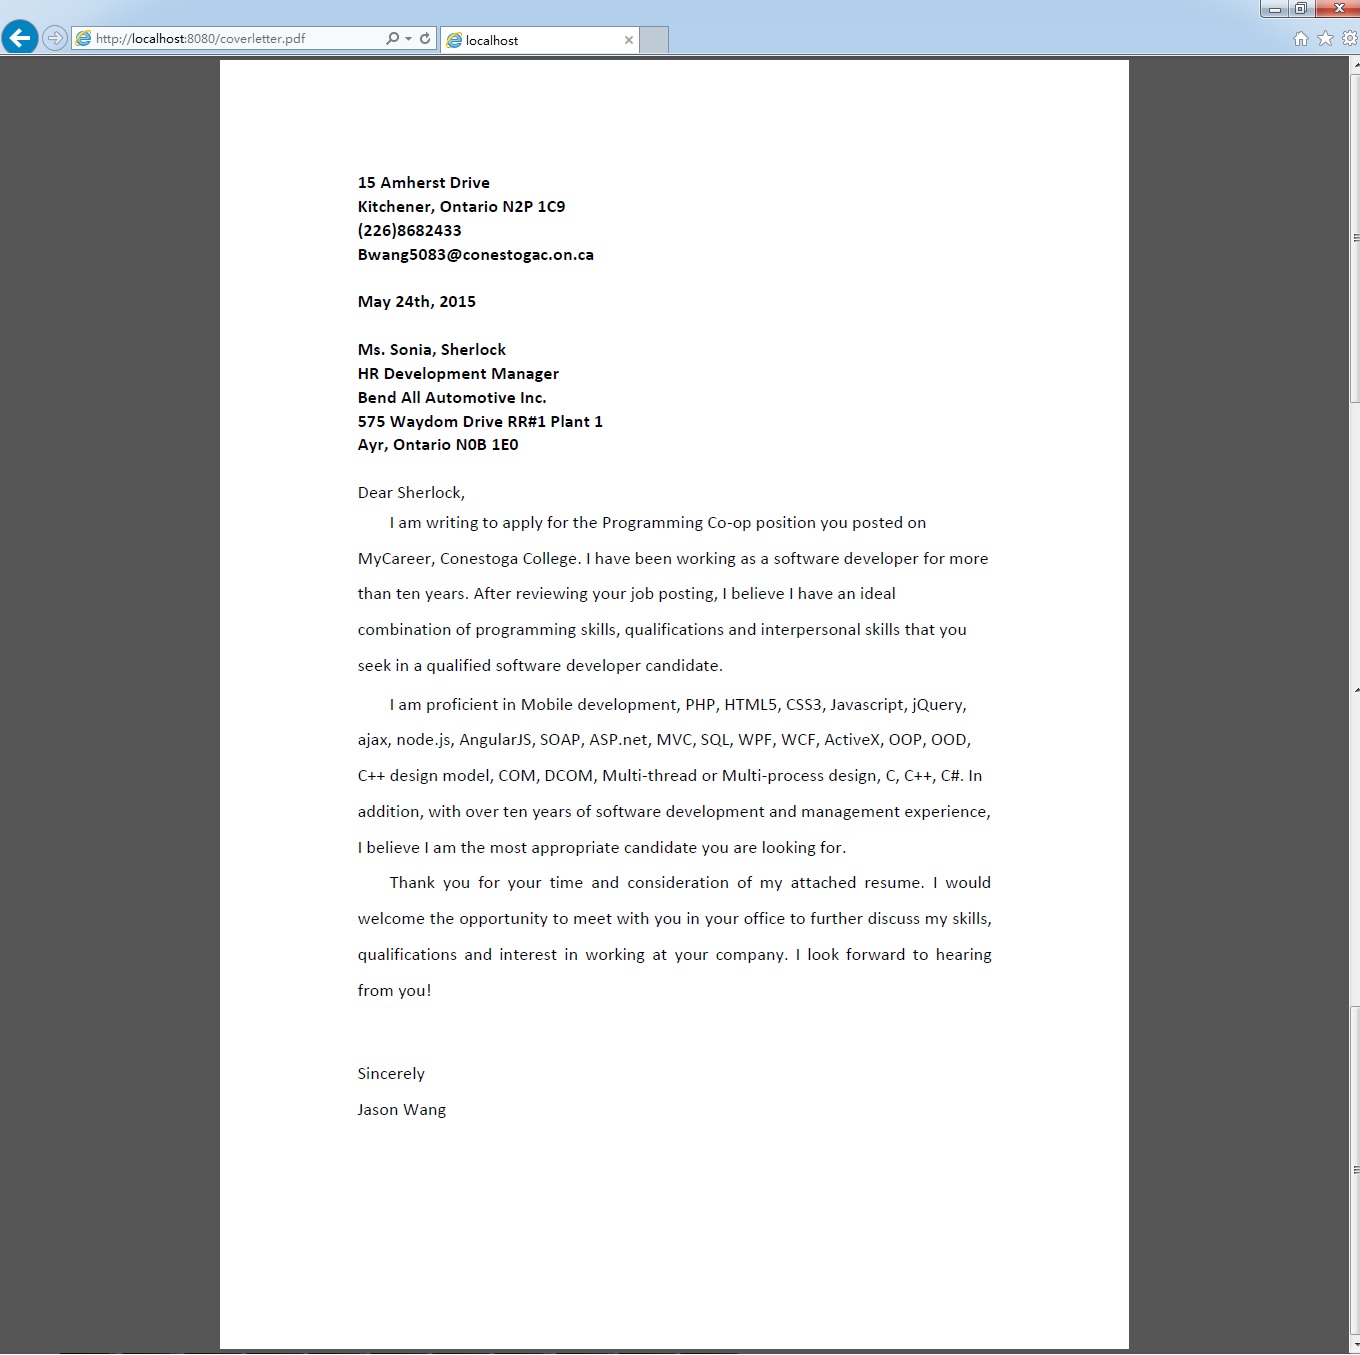 http://localhost:8080/coverletter.pdf
localhost
15 Amherst Drive
Kitchener, Ontario N2P 1C9
(226)8682433
Bwang5083@conestogac.on.ca
May 24th, 2015
Ms. Sonia, Sherlock
HR Development Manager
Bend All Automotive Inc.
575 Waydom Drive RR#1 Plant 1
Ayr, Ontario N0B 1E0
Dear Sherlock,
I am writing to apply for the Programming Co-op position you posted on
MyCareer, Conestoga College. I have been working as a software developer for more
than ten years. After reviewing your job posting, I believe I have an ideal
combination of programming skills, qualifications and interpersonal skills that you
seek in a qualified software developer candidate.
I am proficient in Mobile development, PHP, HTML5, CSS3, Javascript, jQuery,
ajax, node.js, AngularJS, SOAP, ASP.net, MVC, SQL, WPF, WCF, ActiveX, OOP, OOD,
C++ design model, COM, DCOM, Multi-thread or Multi-process design, C, C++, C#. In
addition, with over ten years of software development and management experience,
I believe I am the most appropriate candidate you are looking for.
Thank you for your time and consideration of my attached resume. I would
welcome the opportunity to meet with you in your office to further discuss my skills,
qualifications and interest in working at your company. I look forward to hearing
from you!
Sincerely
Jason Wang